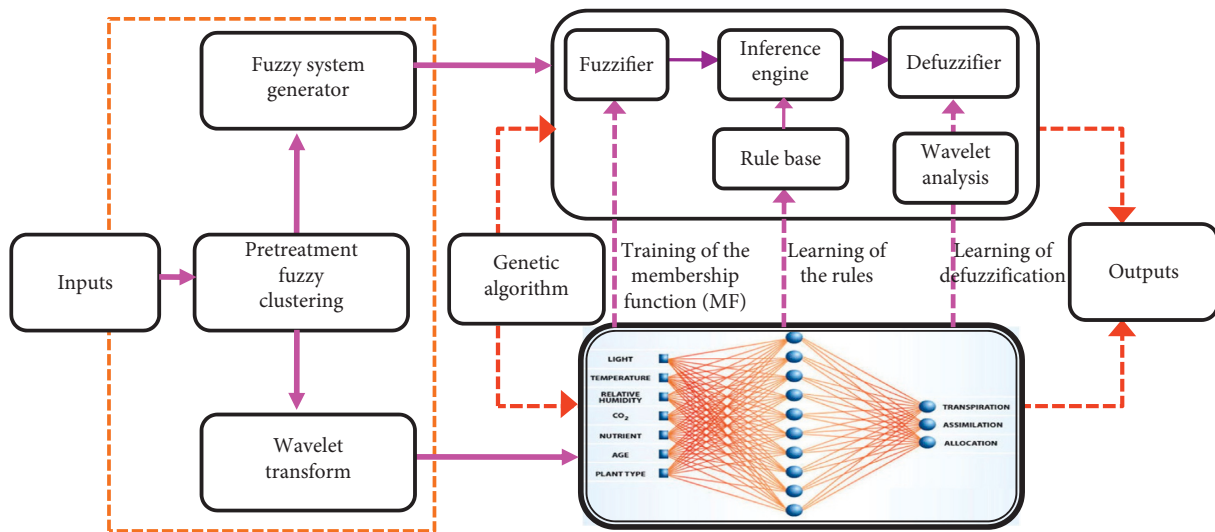 Fuzzy system
generator
Fuzzifier
Inference
engine
Defuzzifier
Rule base
Wavelet
analysis
Inputs
Pretreatment
fuzzy
clustering
Genetic
algorithm
Training of the
membership
function (MF)
Learning of
the rules
Learning of
defuzzification
Outputs
Wavelet
transform
LIGHT
TEMPERATURE
RELATIVE
HUMIDITY
CO₂
NUTRIENT
AGE
PLANT TYPE
TRANSPIRATION
ASSIMILATION
ALLOCATION